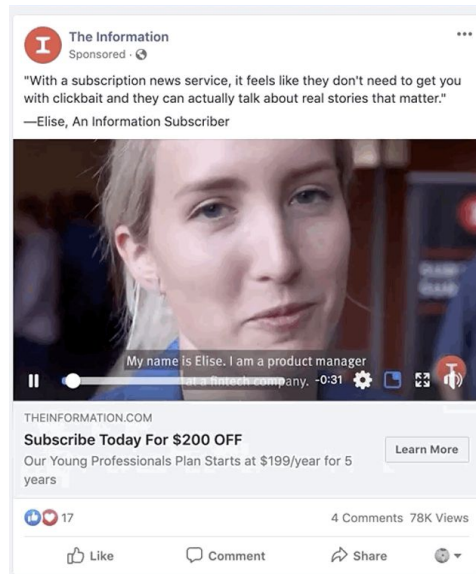 The Information
Sponsored ·
"With a subscription news service, it feels like they don't need to get you
with clickbait and they can actually talk about real stories that matter."
—Elise, An Information Subscriber
My name is Elise. I am a product manager
at a fintech company.
-0:31
THEINFORMATION.COM
Subscribe Today For $200 OFF
Our Young Professionals Plan Starts at $199/year for 5
years
Learn More
17
4 Comments 78K Views
Like Comment Share